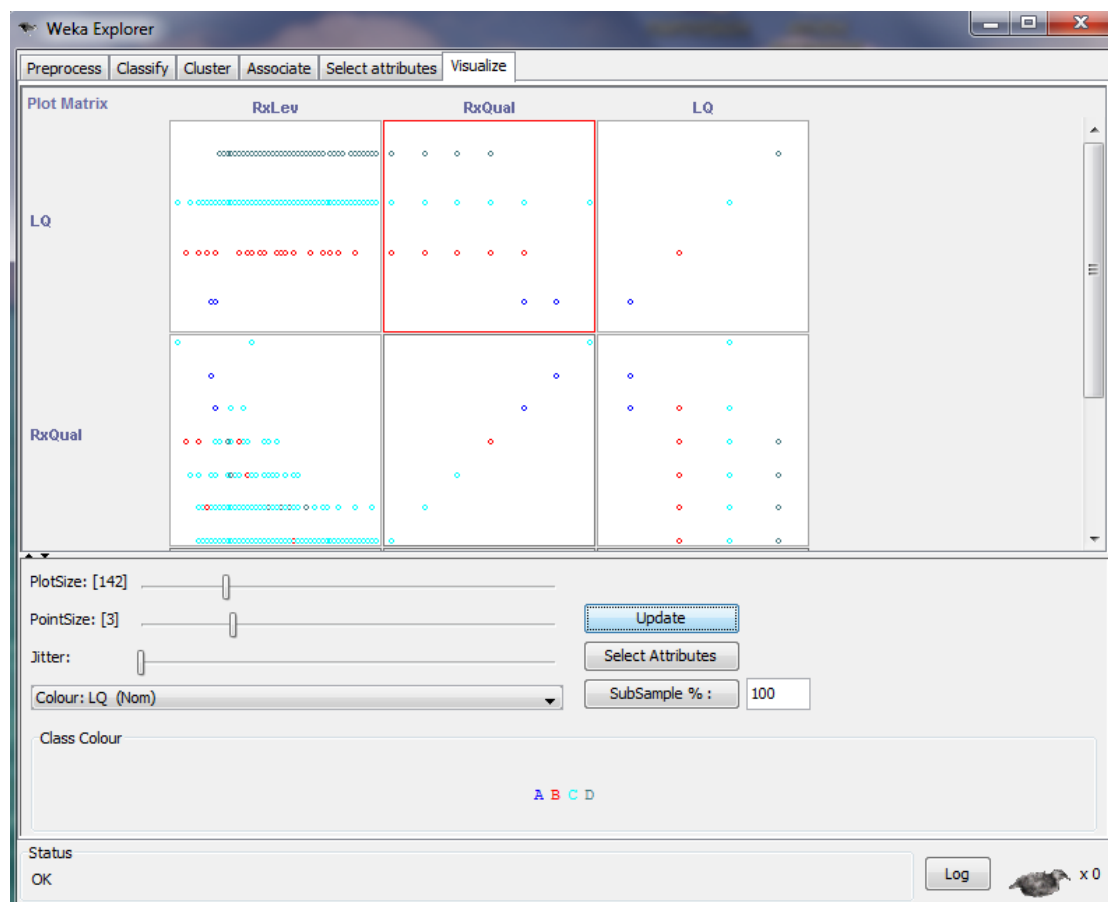 Weka Explorer
Preprocess Classify Cluster Associate Select attributes Visualize
Plot Matrix RxLev RxQual LQ
LQ
RxQual
PlotSize: [142]
PointSize: [3] Update
Jitter: Select Attributes
Colour: LQ (Nom) SubSample % : 100
Class Colour
A B C D
Status
OK Log x 0